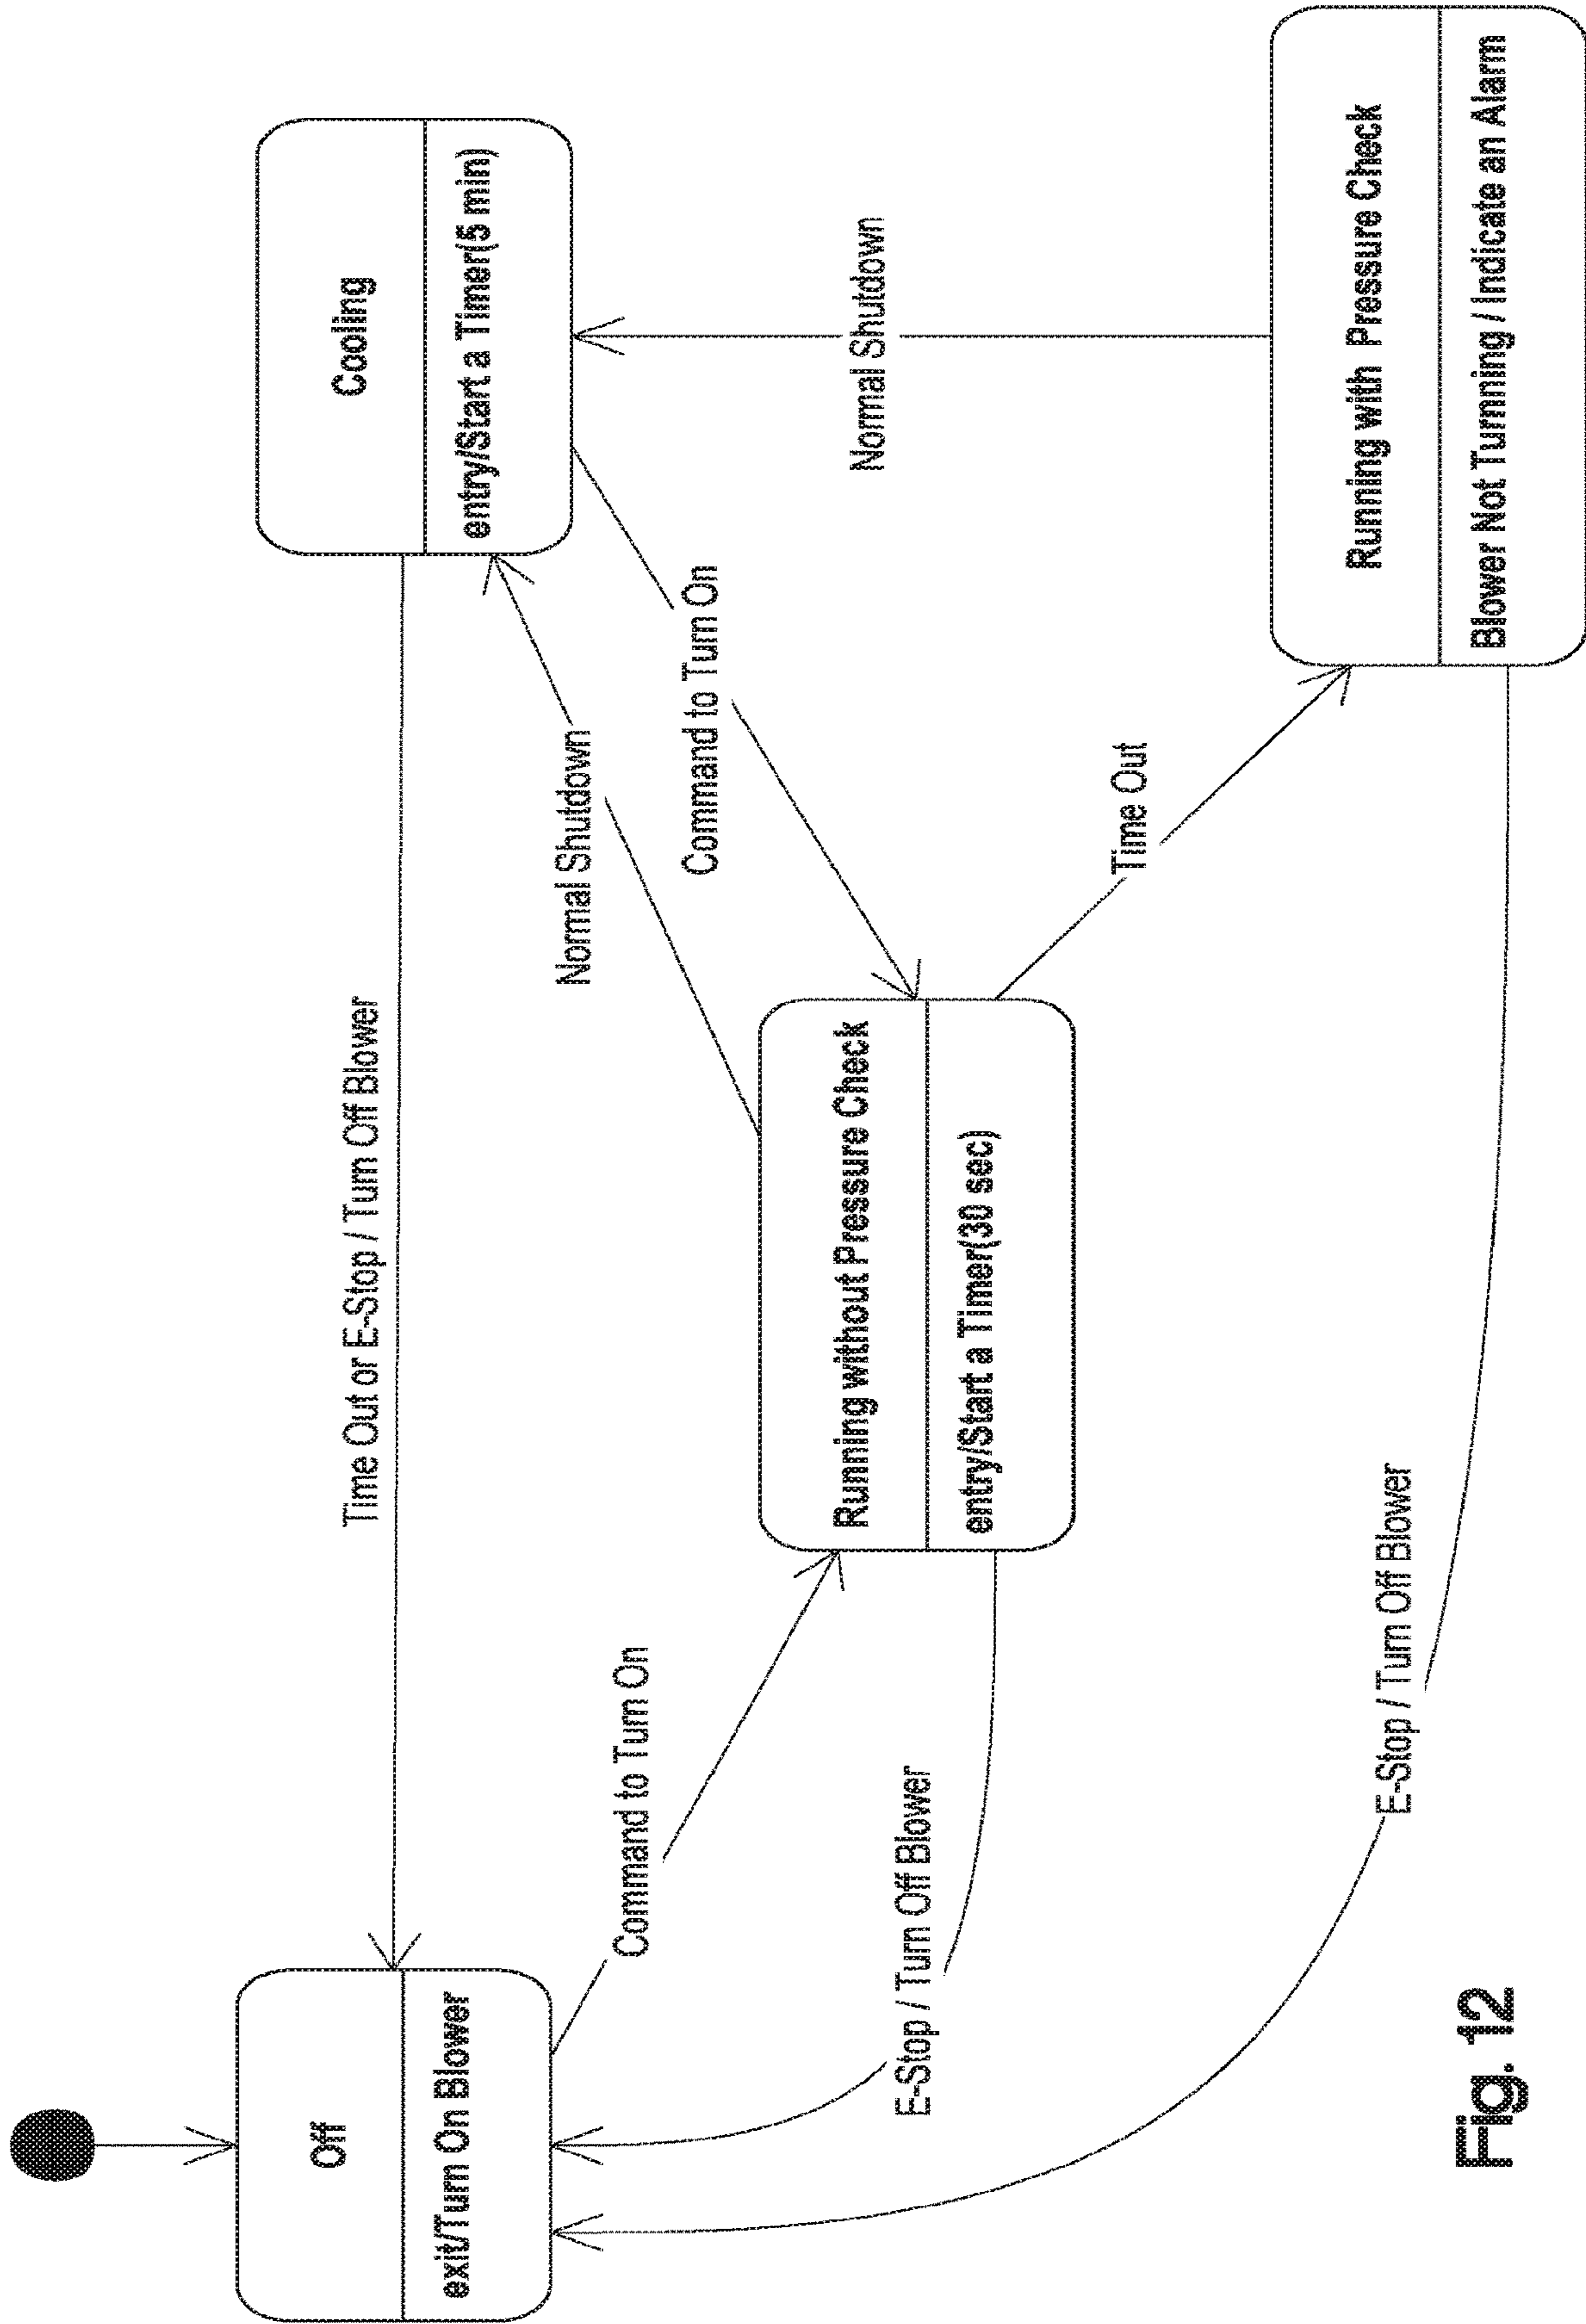 Off
exit/Turn On Blower
Time Out or E-Stop / Turn Off Blower
Cooling
entry/Start a Timer(5 min)
Command to Turn On
Normal Shutdown
Command to Turn On
Running without Pressure Check
entry/Start a Timer(30 sec)
Normal Shutdown
E-Stop / Turn Off Blower
Time Out
Running with Pressure Check
Blower Not Turning / Indicate an Alarm
E-Stop / Turn Off Blower
Fig. 12